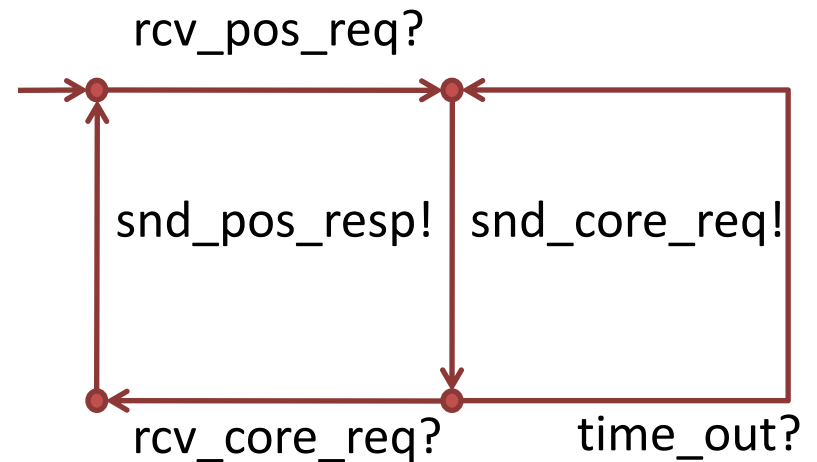 rcv_pos_req?
snd_pos_resp!
snd_core_req!
rcv_core_req?
time_out?